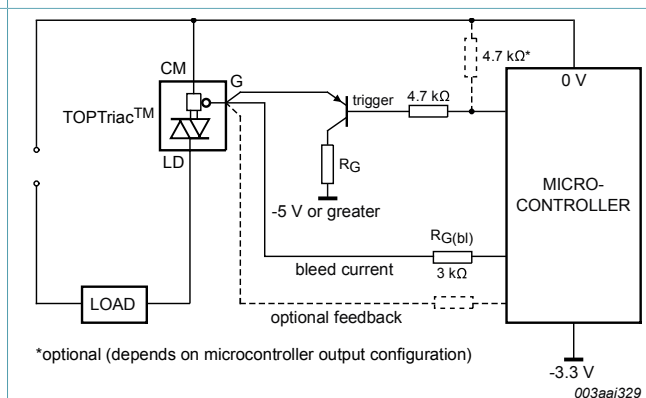 4.7 kΩ*
CM
G
0 V
TOPTriac™
trigger
4.7 kΩ
LD
RG
MICRO-
CONTROLLER
-5 V or greater
RG(bl)
bleed current
3 kΩ
LOAD
optional feedback
*optional (depends on microcontroller output configuration)
-3.3 V
003aaj329